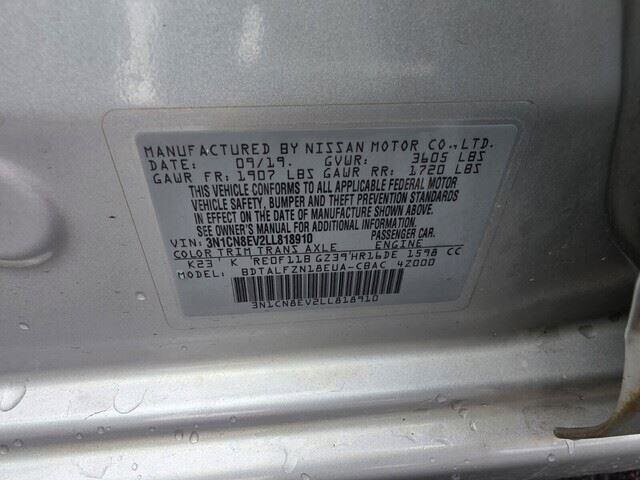 MANUFACTURED BY NISSAN MOTOR CO.,LTD.
DATE: 09/19. GVWR: 3605 LBS
GAWR FR: 1907 LBS GAWR RR: 1720 LBS
THIS VEHICLE CONFORMS TO ALL APPLICABLE FEDERAL MOTOR
VEHICLE SAFETY, BUMPER AND THEFT PREVENTION STANDARDS
IN EFFECT ON THE DATE OF MANUFACTURE SHOWN ABOVE.
SEE OWNER'S MANUAL FOR ADDITIONAL INFORMATION.
VIN: 3N1CN8EV2LL818910 PASSENGER CAR
COLOR TRIM TRANS AXLE ENGINE
K23 K RE0F11B GZ39 HR16DE 1598 CC
MODEL: BDTALFZN18EUA-CBAC 4Z000
3N1CN8EV2LL818910